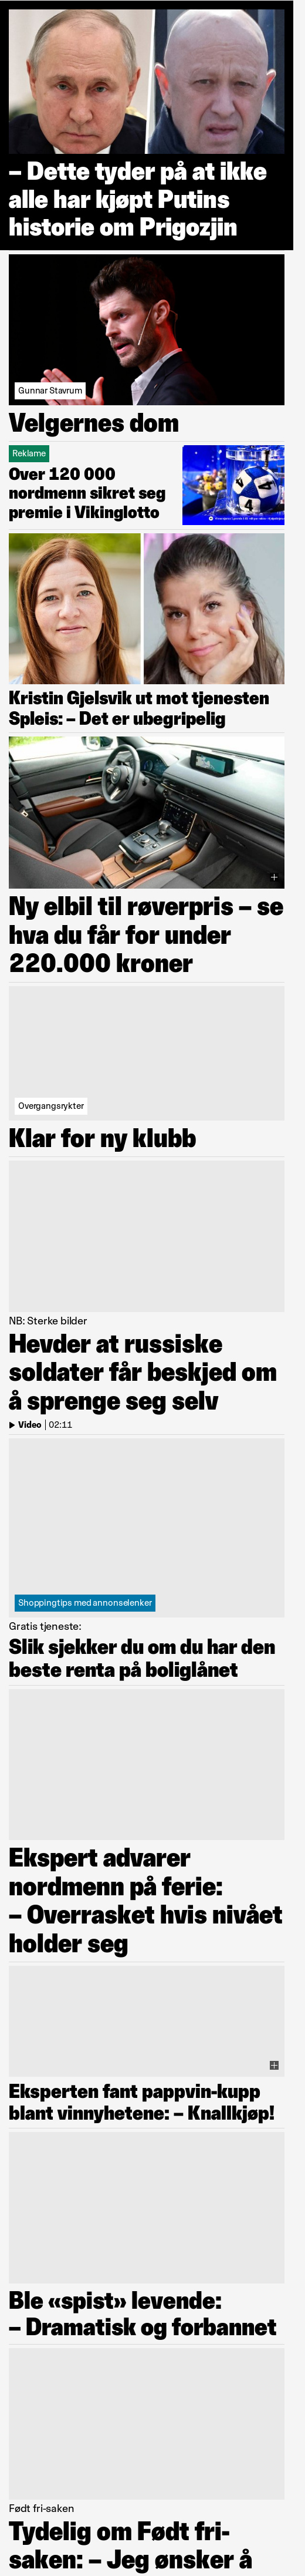 – Dette tyder på at ikke
alle har kjøpt Putins
historie om Prigozjin
Gunnar Stavrum
Velgernes dom
Reklame
Over 120 000
nordmenn sikret seg
premie i Vikinglotto
4
Kristin Gjelsvik ut mot tjenesten
Spleis: – Det er ubegripelig
Ny elbil til røverpris – se
hva du får for under
220.000 kroner
Overgangsrykter
Klar for ny klubb
NB: Sterke bilder
Hevder at russiske
soldater får beskjed om
å sprenge seg selv
Video | 02:11
Shoppingtips med annonselenker
Gratis tjeneste:
Slik sjekker du om du har den
beste renta på boliglånet
Ekspert advarer
nordmenn på ferie:
– Overrasket hvis nivået
holder seg
Eksperten fant pappvin-kupp
blant vinnyhetene: – Knallkjøp!
Ble «spist» levende:
– Dramatisk og forbannet
Født fri-saken
Tydelig om Født fri-
saken: – Jeg ønsker å